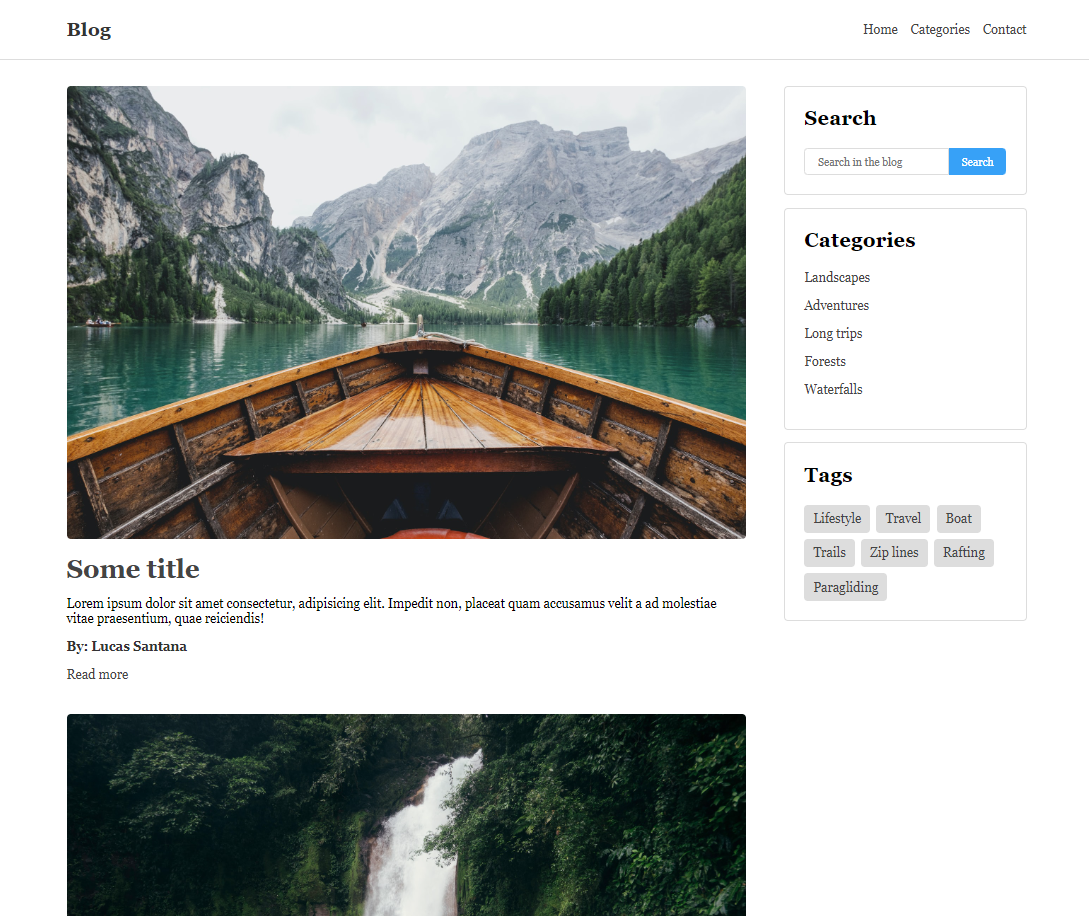 Blog
Home Categories Contact
Some title
Lorem ipsum dolor sit amet consectetur, adipisicing elit. Impedit non, placeat quam accusamus velit a ad molestiae
vitae praesentium, quae reiciendis!
By: Lucas Santana
Read more
Search
Search in the blog Search
Categories
Landscapes
Adventures
Long trips
Forests
Waterfalls
Tags
Lifestyle Travel Boat
Trails Zip lines Rafting
Paragliding